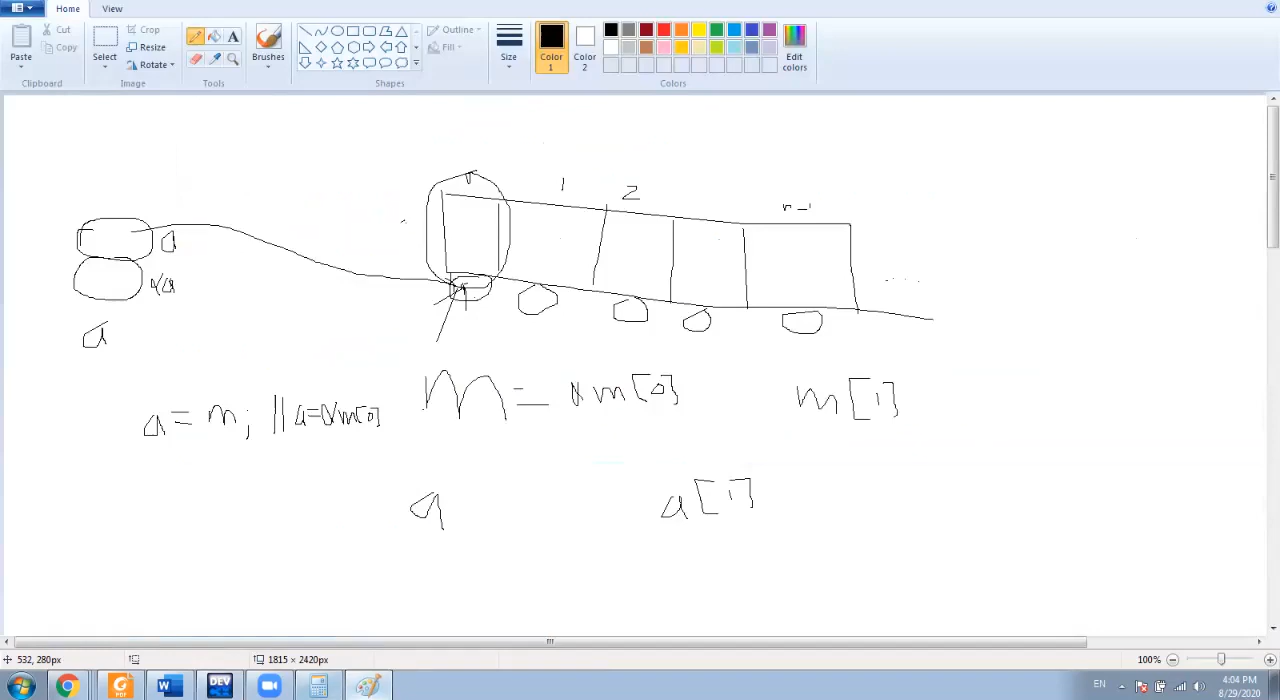 Home View
Paste
Cut
Copy
Clipboard
Select
Crop
Resize
Rotate
Image
A
Tools
Brushes
Outline
Fill
Shapes
Size
Color 1
Color 2
Edit colors
Colors
1 2
a
&a
a
a = m; || a=&m[0]
m = &m[0]
m[1]
a
a[1]
532, 280px
1815 × 2420px
100%
PDF
W
DEV
EN
4:04 PM
8/29/2020